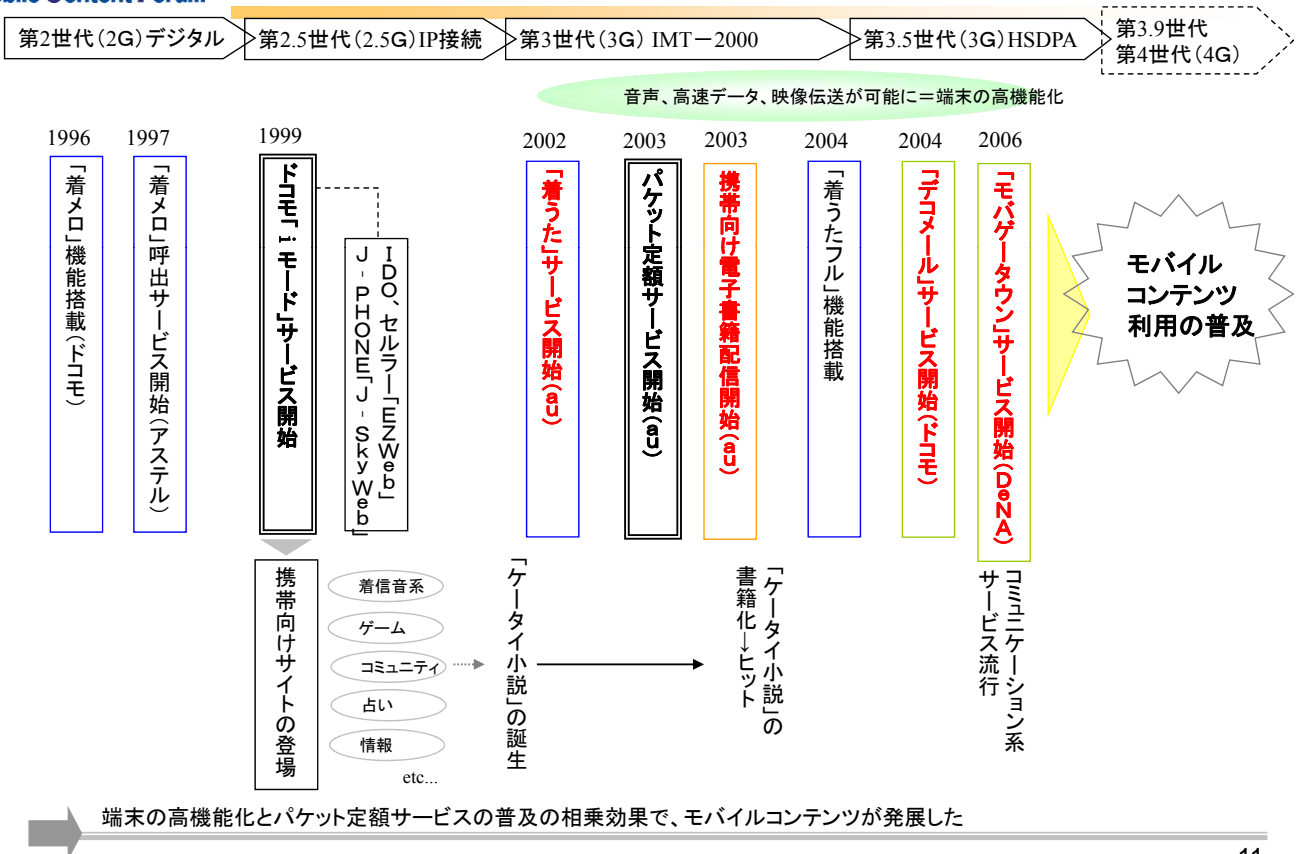 Mobile Content Forum
第2世代（2G）デジタル
第2.5世代（2.5G）IP接続
第3世代（3G） IMT－2000
第3.5世代（3G）HSDPA
第3.9世代
第4世代（4G）
音声、高速データ、映像伝送が可能に＝端末の高機能化
1996
「着メロ」機能搭載（ドコモ）
1997
「着メロ」呼出サービス開始（アステル）
1999
ドコモ「iモード」サービス開始
IDO、セルラー「EZWeb」
J-PHONE「J-SkyWeb」
2002
「着うた」サービス開始（au）
2003
パケット定額サービス開始（au）
2003
携帯向け電子書籍配信開始（au）
2004
「着うたフル」機能搭載
2004
「デコメール」サービス開始（ドコモ）
2006
「モバゲータウン」サービス開始（DeNA）
モバイル
コンテンツ
利用の普及
携帯向けサイトの登場
着信音系
ゲーム
コミュニティ
占い
情報
etc...
「ケータイ小説」の誕生
「ケータイ小説」の
書籍化→ヒット
コミュニケーション系
サービス流行
端末の高機能化とパケット定額サービスの普及の相乗効果で、モバイルコンテンツが発展した